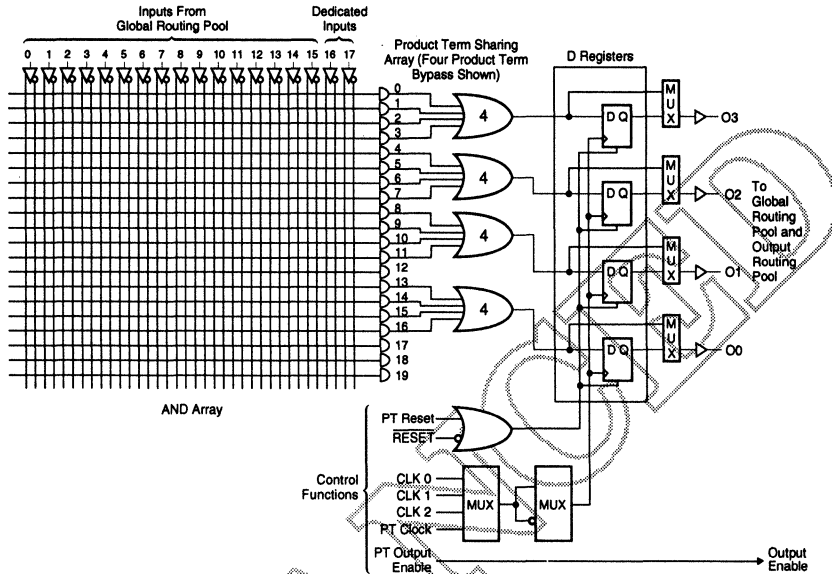 Inputs From
Global Routing Pool
Dedicated
Inputs
0 1 2 3 4 5 6 7 8 9 10 11 12 13 14 15 16 17
Product Term Sharing
Array (Four Product Term
Bypass Shown)
D Registers
0
1
2
3
4
5
6
7
8
9
10
11
12
13
14
15
16
17
18
19
4
4
4
4
D Q
D Q
D Q
D Q
MUX
MUX
MUX
MUX
O3
O2
O1
O0
To
Global
Routing
Pool and
Output
Routing
Pool
AND Array
Control
Functions
PT Reset
RESET
CLK 0
CLK 1
CLK 2
PT Clock
MUX
MUX
PT Output
Enable
Output
Enable